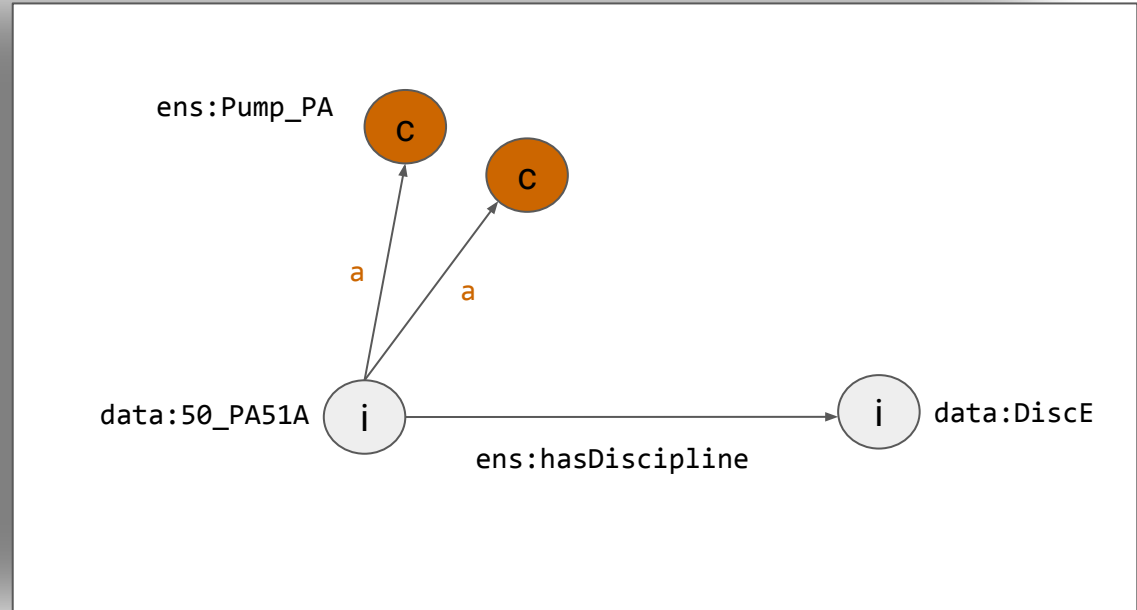 ens:Pump_PA
c
c
a
a
data:50_PA51A
i
i
data:DiscE
ens:hasDiscipline